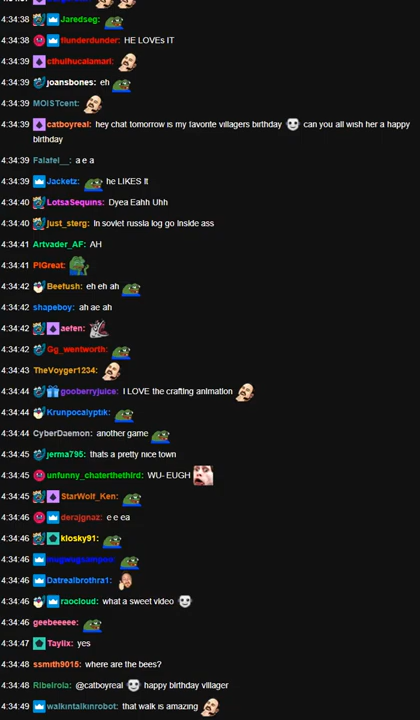 4:34:38 Jaredseg:
4:34:38 flunderdunder: HE LOVEs IT
4:34:39 cthulhucalamari:
4:34:39 joansbones: eh
4:34:39 MOISTcent:
4:34:39 catboyreal: hey chat tomorrow is my favorite villagers birthday can you all wish her a happy
birthday
4:34:39 Falafel__: a e a
4:34:39 Jacketz: he LIKES It
4:34:40 LotsaSequins: Dyea Eahh Uhh
4:34:40 just_sterg: In soviet russia log go inside ass
4:34:41 Artvader_AF: AH
4:34:41 PIGreat:
4:34:42 Beefush: eh eh ah
4:34:42 shapeboy: ah ae ah
4:34:42 aefen:
4:34:42 Gg_wentworth:
4:34:43 TheVoyger1234:
4:34:44 gooberryjuice: I LOVE the crafting animation
4:34:44 Krunpocalyptik:
4:34:44 CyberDaemon: another game
4:34:45 jerma795: thats a pretty nice town
4:34:45 unfunny_chaterthethird: WU- EUGH
4:34:45 StarWolf_Ken:
4:34:46 derajgnaz: e e ea
4:34:46 klosky91:
4:34:46
4:34:46 Datrealbrothra1:
4:34:46 raocloud: what a sweet video
4:34:46 geebeeeee:
4:34:47 Taylix: yes
4:34:48 ssmith9015: where are the bees?
4:34:48 Ribeirola: @catboyreal happy birthday villager
4:34:49 walkintalkinrobot: that walk is amazing